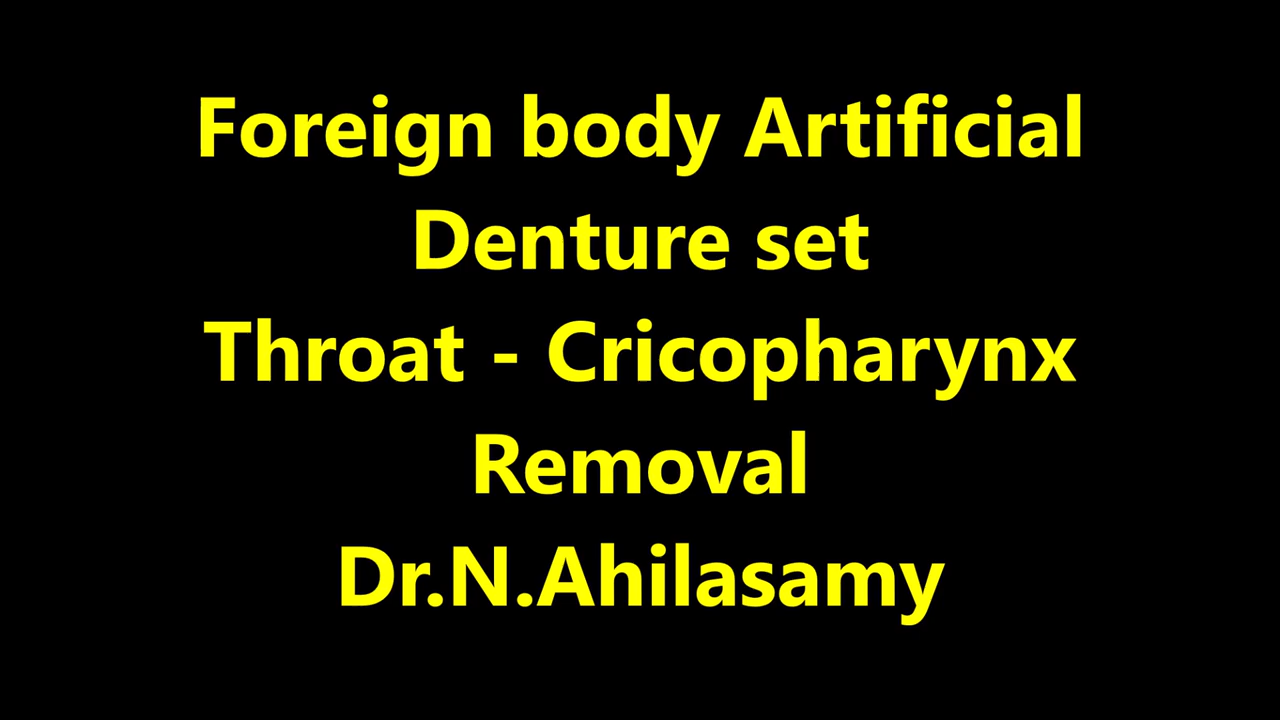 Foreign body Artificial
Denture set
Throat - Cricopharynx
Removal
Dr.N.Ahilasamy